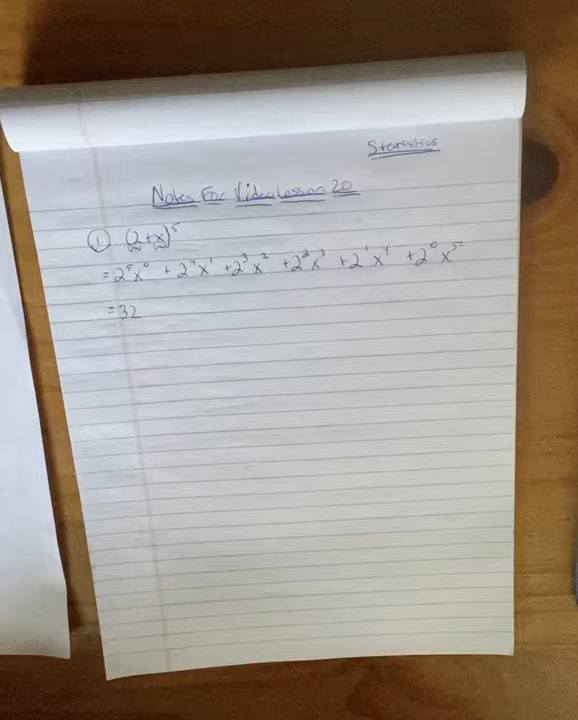 Statistics
Notes For Video Lesson 20
① (2+x)⁵
= 2⁵x⁰ + 2⁴x¹ + 2³x² + 2²x³ + 2¹x⁴ + 2⁰x⁵
= 32